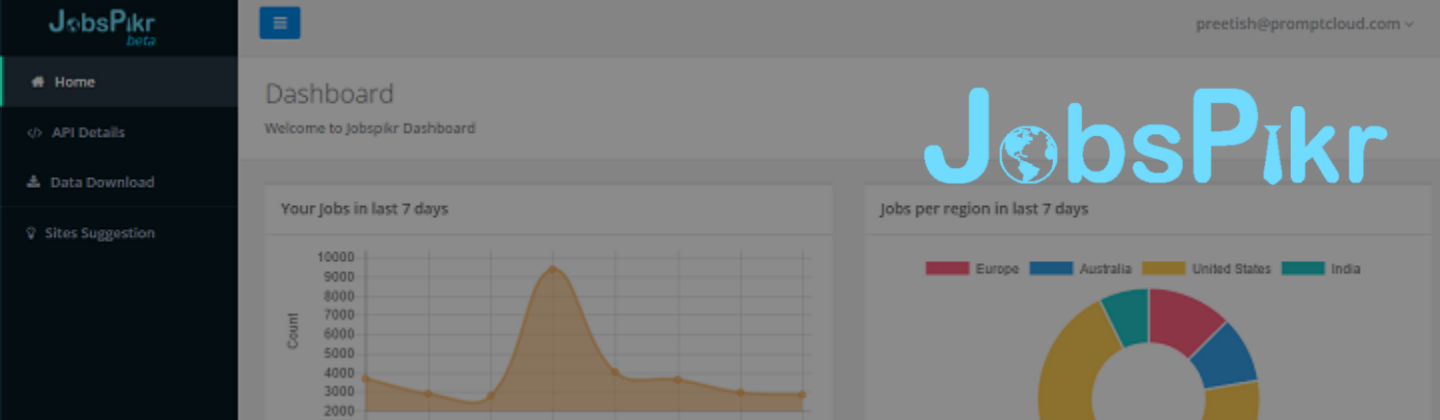 JobsPikr
beta
Home
API Details
Data Download
Sites Suggestion
preetish@promptcloud.com
Dashboard
Welcome to Jobspikr Dashboard
JobsPikr
Your Jobs in last 7 days
10000
9000
8000
7000
6000
5000
4000
3000
2000
Count
Jobs per region in last 7 days
Europe Australia United States India